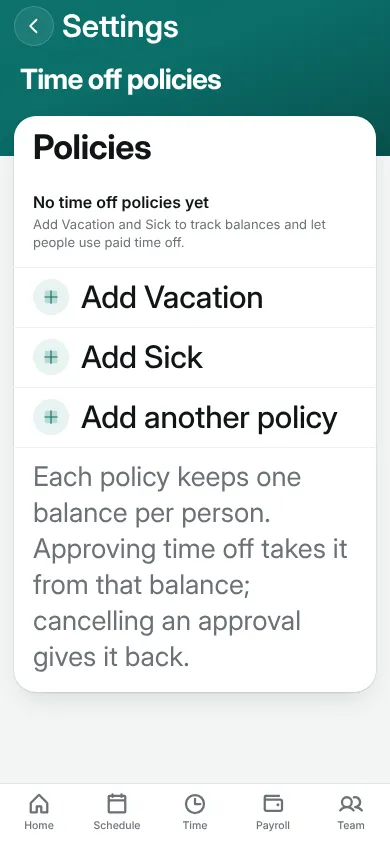 Settings
Time off policies
Policies
No time off policies yet
Add Vacation and Sick to track balances and let
people use paid time off.
Add Vacation
Add Sick
Add another policy
Each policy keeps one
balance per person.
Approving time off takes it
from that balance;
cancelling an approval
gives it back.
Home
Schedule
Time
Payroll
Team